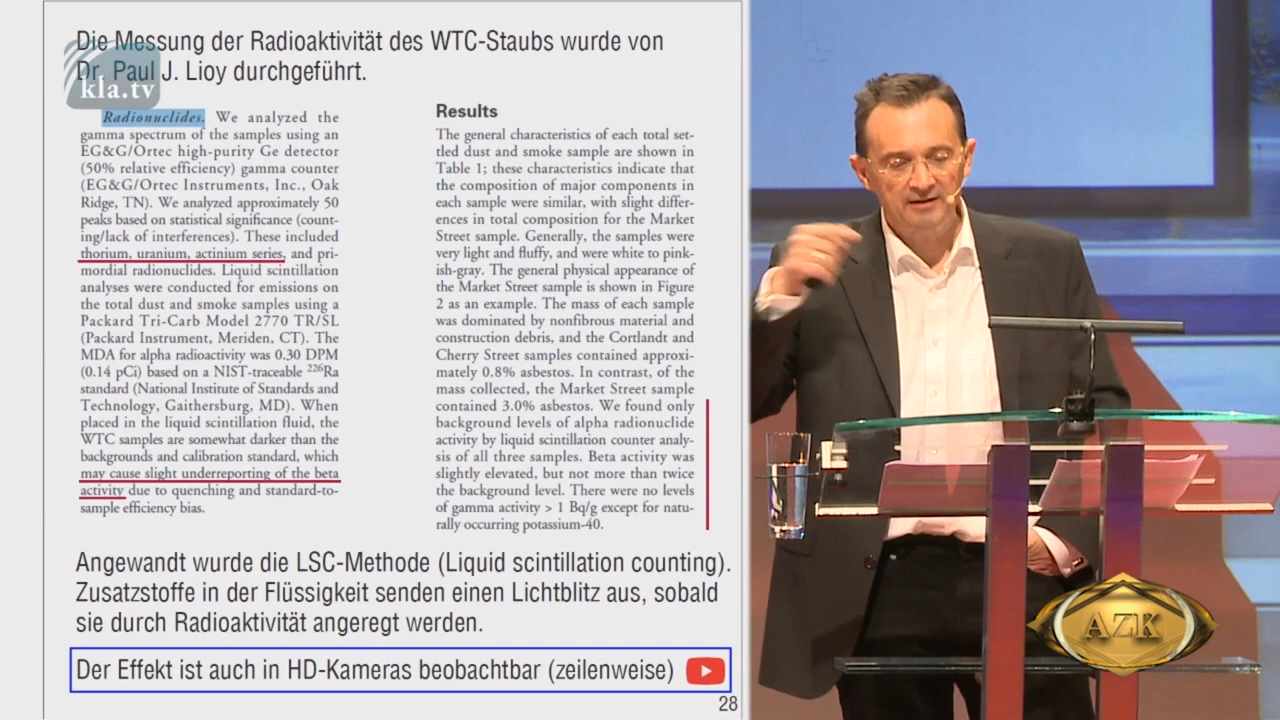 Die Messung der Radioaktivität des WTC-Staubs wurde von
Dr. Paul J. Lioy durchgeführt.
kla.tv
Radionuclides. We analyzed the
gamma spectrum of the samples using an
EG&G/Ortec high-purity Ge detector
(50% relative efficiency) gamma counter
(EG&G/Ortec Instruments, Inc., Oak
Ridge, TN). We analyzed approximately 50
peaks based on statistical significance (count-
ing/lack of interferences). These included
thorium, uranium, actinium series, and pri-
mordial radionuclides. Liquid scintillation
analyses were conducted for emissions on
the total dust and smoke samples using a
Packard Tri-Carb Model 2770 TR/SL
(Packard Instrument, Meriden, CT). The
MDA for alpha radioactivity was 0.30 DPM
(0.14 pCi) based on a NIST-traceable ²²⁶Ra
standard (National Institute of Standards and
Technology, Gaithersburg, MD). When
placed in the liquid scintillation fluid, the
WTC samples are somewhat darker than the
backgrounds and calibration standard, which
may cause slight underreporting of the beta
activity due to quenching and standard-to-
sample efficiency bias.
Results
The general characteristics of each total set-
tled dust and smoke sample are shown in
Table 1; these characteristics indicate that
the composition of major components in
each sample were similar, with slight differ-
ences in total composition for the Market
Street sample. Generally, the samples were
very light and fluffy, and were white to pink-
ish-gray. The general physical appearance of
the Market Street sample is shown in Figure
2 as an example. The mass of each sample
was dominated by nonfibrous material and
construction debris, and the Cortlandt and
Cherry Street samples contained approxi-
mately 0.8% asbestos. In contrast, of the
mass collected, the Market Street sample
contained 3.0% asbestos. We found only
background levels of alpha radionuclide
activity by liquid scintillation counter analy-
sis of all three samples. Beta activity was
slightly elevated, but not more than twice
the background level. There were no levels
of gamma activity > 1 Bq/g except for natu-
rally occurring potassium-40.
Angewandt wurde die LSC-Methode (Liquid scintillation counting).
Zusatzstoffe in der Flüssigkeit senden einen Lichtblitz aus, sobald
sie durch Radioaktivität angeregt werden.
Der Effekt ist auch in HD-Kameras beobachtbar (zeilenweise)
28
AZK